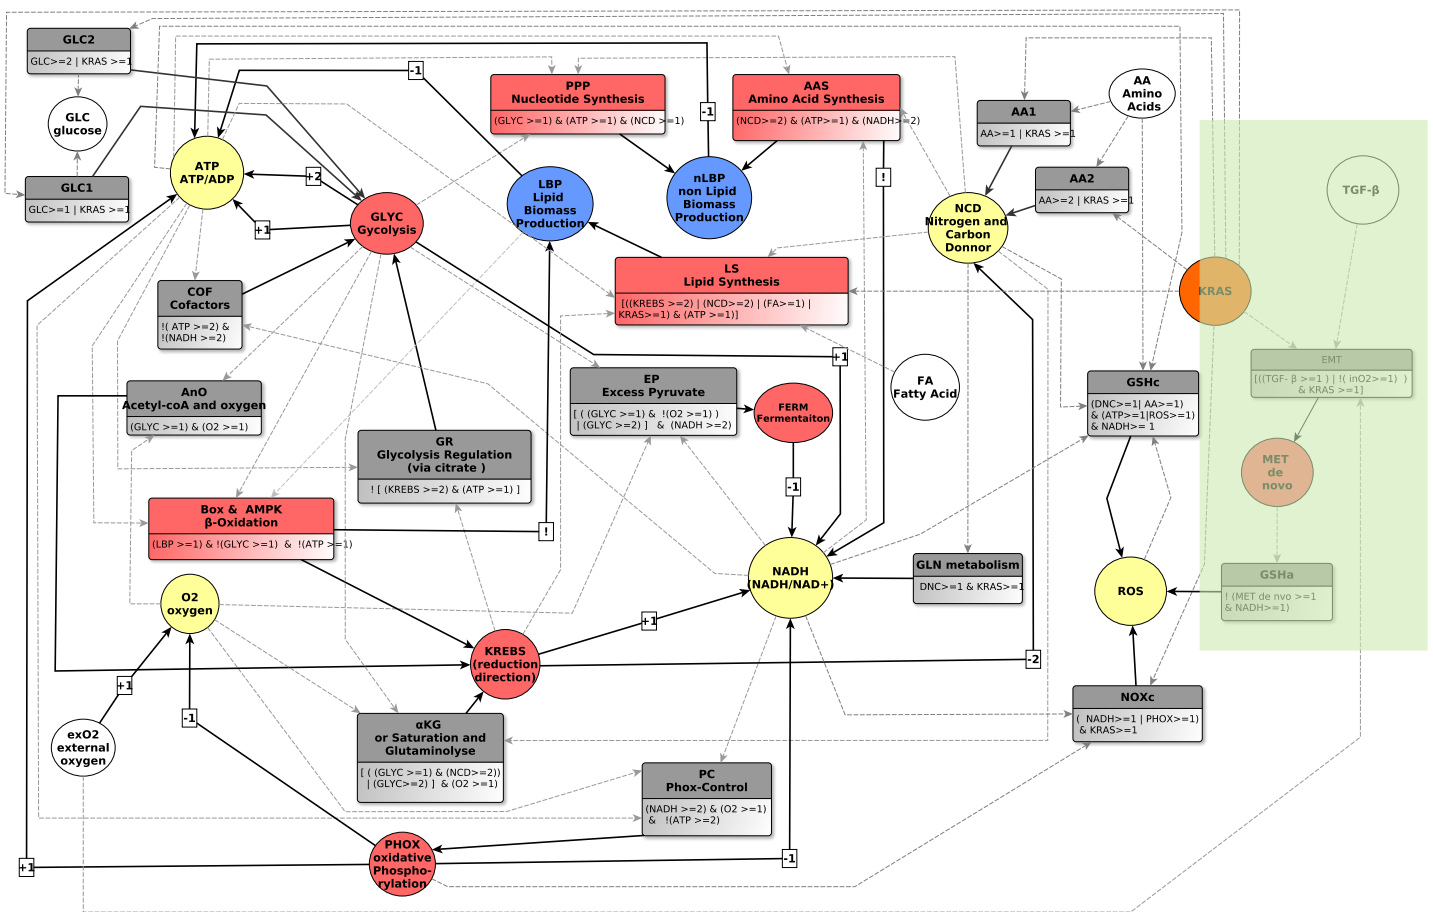 GLC2
GLC>=2 | KRAS >=1
GLC
glucose
GLC1
GLC>=1 | KRAS >=1
ATP
ATP/ADP
-1
+2
+1
GLYC
Glycolysis
PPP
Nucleotide Synthesis
(GLYC >=1) & (ATP >=1) & (NCD >=1)
AAS
Amino Acid Synthesis
(NCD>=2) & (ATP>=1) & (NADH>=2)
-1
!
LBP
Lipid
Biomass
Production
nLBP
non Lipid
Biomass
Production
AA
Amino
Acids
AA1
AA>=1 | KRAS >=1
AA2
AA>=2 | KRAS >=1
NCD
Nitrogen and
Carbon
Donnor
TGF-β
KRAS
LS
Lipid Synthesis
[((KREBS >=2) | (NCD>=2) | (FA>=1) |
KRAS>=1) & (ATP >=1)]
COF
Cofactors
!( ATP >=2) &
!(NADH >=2)
+1
EMT
[((TGF- β >=1 ) | !( inO2>=1)  )
& KRAS >=1]
AnO
Acetyl-coA and oxygen
(GLYC >=1) & (O2 >=1)
EP
Excess Pyruvate
[ ( (GLYC >=1) &  !(O2 >=1) )
| (GLYC >=2) ]   &  (NADH >=2)
FERM
Fermentaiton
FA
Fatty Acid
GSHc
(DNC>=1| AA>=1)
& (ATP>=1|ROS>=1)
& NADH>= 1
GR
Glycolysis Regulation
(via citrate )
! [ (KREBS >=2) & (ATP >=1) ]
MET
de
novo
-1
Box &  AMPK
β-Oxidation
(LBP >=1) & !(GLYC >=1)  &  !(ATP >=1)
!
NADH
(NADH/NAD+)
GLN metabolism
DNC>=1 & KRAS>=1
ROS
GSHa
! (MET de nvo >=1
& NADH>=1)
O2
oxygen
+1
KREBS
(reduction
direction)
-2
+1
-1
exO2
external
oxygen
αKG
or Saturation and
Glutaminolyse
[ ( (GLYC >=1) & (NCD>=2))
| (GLYC>=2) ]  & (O2 >=1)
NOXc
(  NADH>=1 | PHOX>=1)
& KRAS>=1
PC
Phox-Control
(NADH >=2) & (O2 >=1)
&   !(ATP >=2)
PHOX
oxidative
Phospho-
rylation
+1
-1